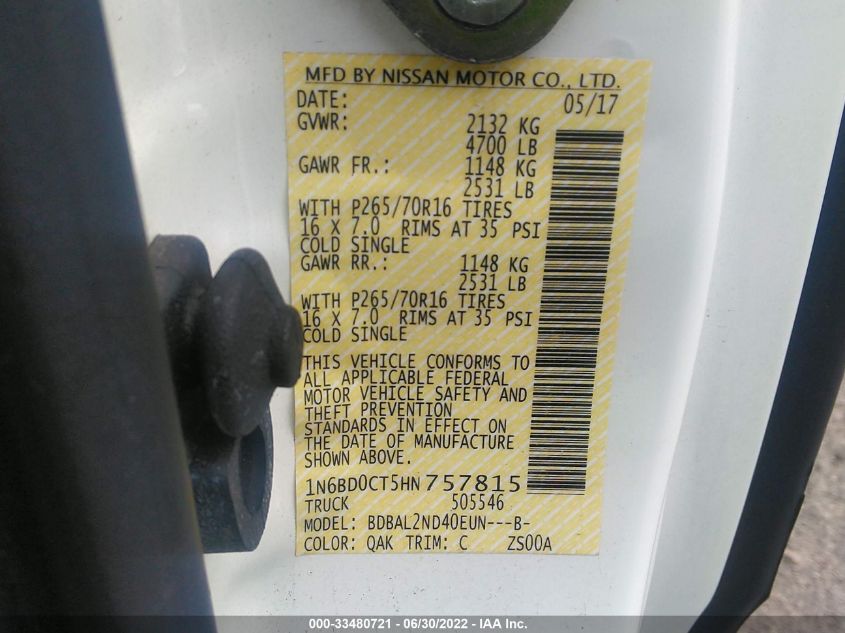 MFD BY NISSAN MOTOR CO., LTD.
DATE: 05/17
GVWR: 2132 KG
4700 LB
GAWR FR.: 1148 KG
2531 LB
WITH P265/70R16 TIRES
16 X 7.0 RIMS AT 35 PSI
COLD SINGLE
GAWR RR.: 1148 KG
2531 LB
WITH P265/70R16 TIRES
16 X 7.0 RIMS AT 35 PSI
COLD SINGLE
THIS VEHICLE CONFORMS TO
ALL APPLICABLE FEDERAL
MOTOR VEHICLE SAFETY AND
THEFT PREVENTION
STANDARDS IN EFFECT ON
THE DATE OF MANUFACTURE
SHOWN ABOVE.
1N6BD0CT5HN757815
TRUCK 505546
MODEL: BDBAL2ND40EUN---B-
COLOR: QAK TRIM: C ZS00A
000-33480721 - 06/30/2022 - IAA Inc.